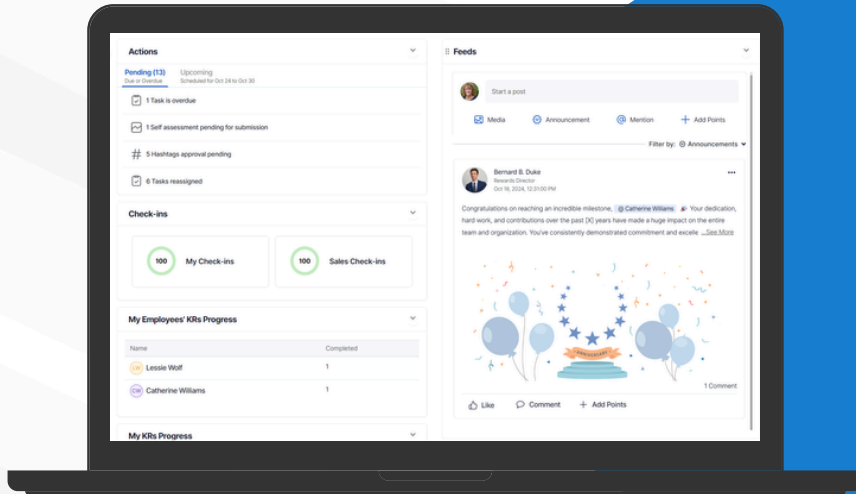 Actions
Pending (13)
Due or Overdue
Upcoming
Scheduled for Oct 24 to Oct 30
1 Task is overdue
1 Self assessment pending for submission
5 Hashtags approval pending
6 Tasks reassigned
Check-ins
100
My Check-ins
100
Sales Check-ins
My Employees' KRs Progress
Name
Completed
LW
Lessie Wolf
1
CW
Catherine Williams
1
My KRs Progress
Feeds
Start a post
Media
Announcement
Mention
Add Points
Filter by: Announcements
Bernard B. Duke
Rewards Director
Oct 18, 2024, 12:31:00 PM
Congratulations on reaching an incredible milestone, @ Catherine Williams 🎉 Your dedication,
hard work, and contributions over the past [X] years have made a huge impact on the entire
team and organization. You've consistently demonstrated commitment and excelle ...See More
ANNIVERSARY
1 Comment
Like
Comment
Add Points